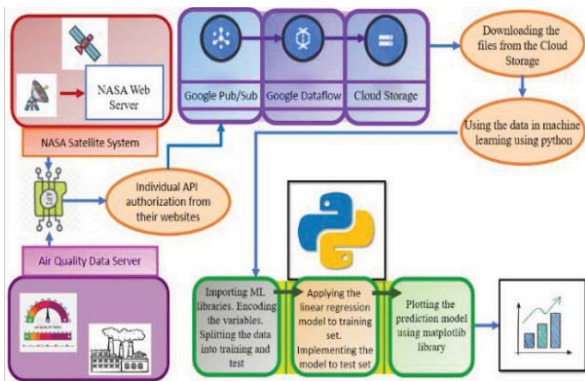 NASA Web
Server
NASA Satellite System
API
Individual API
authorization from
their websites
Air Quality Data Server
Google Pub/Sub
Google Dataflow
Cloud Storage
Downloading the
files from the Cloud
Storage
Using the data in machine
learning using python
Importing ML
libraries. Encoding
the variables.
Splitting the data
into training and
test
Applying the
linear regression
model to training
set.
Implementing the
model to test set
Plotting the
prediction model
using matplotlib
library